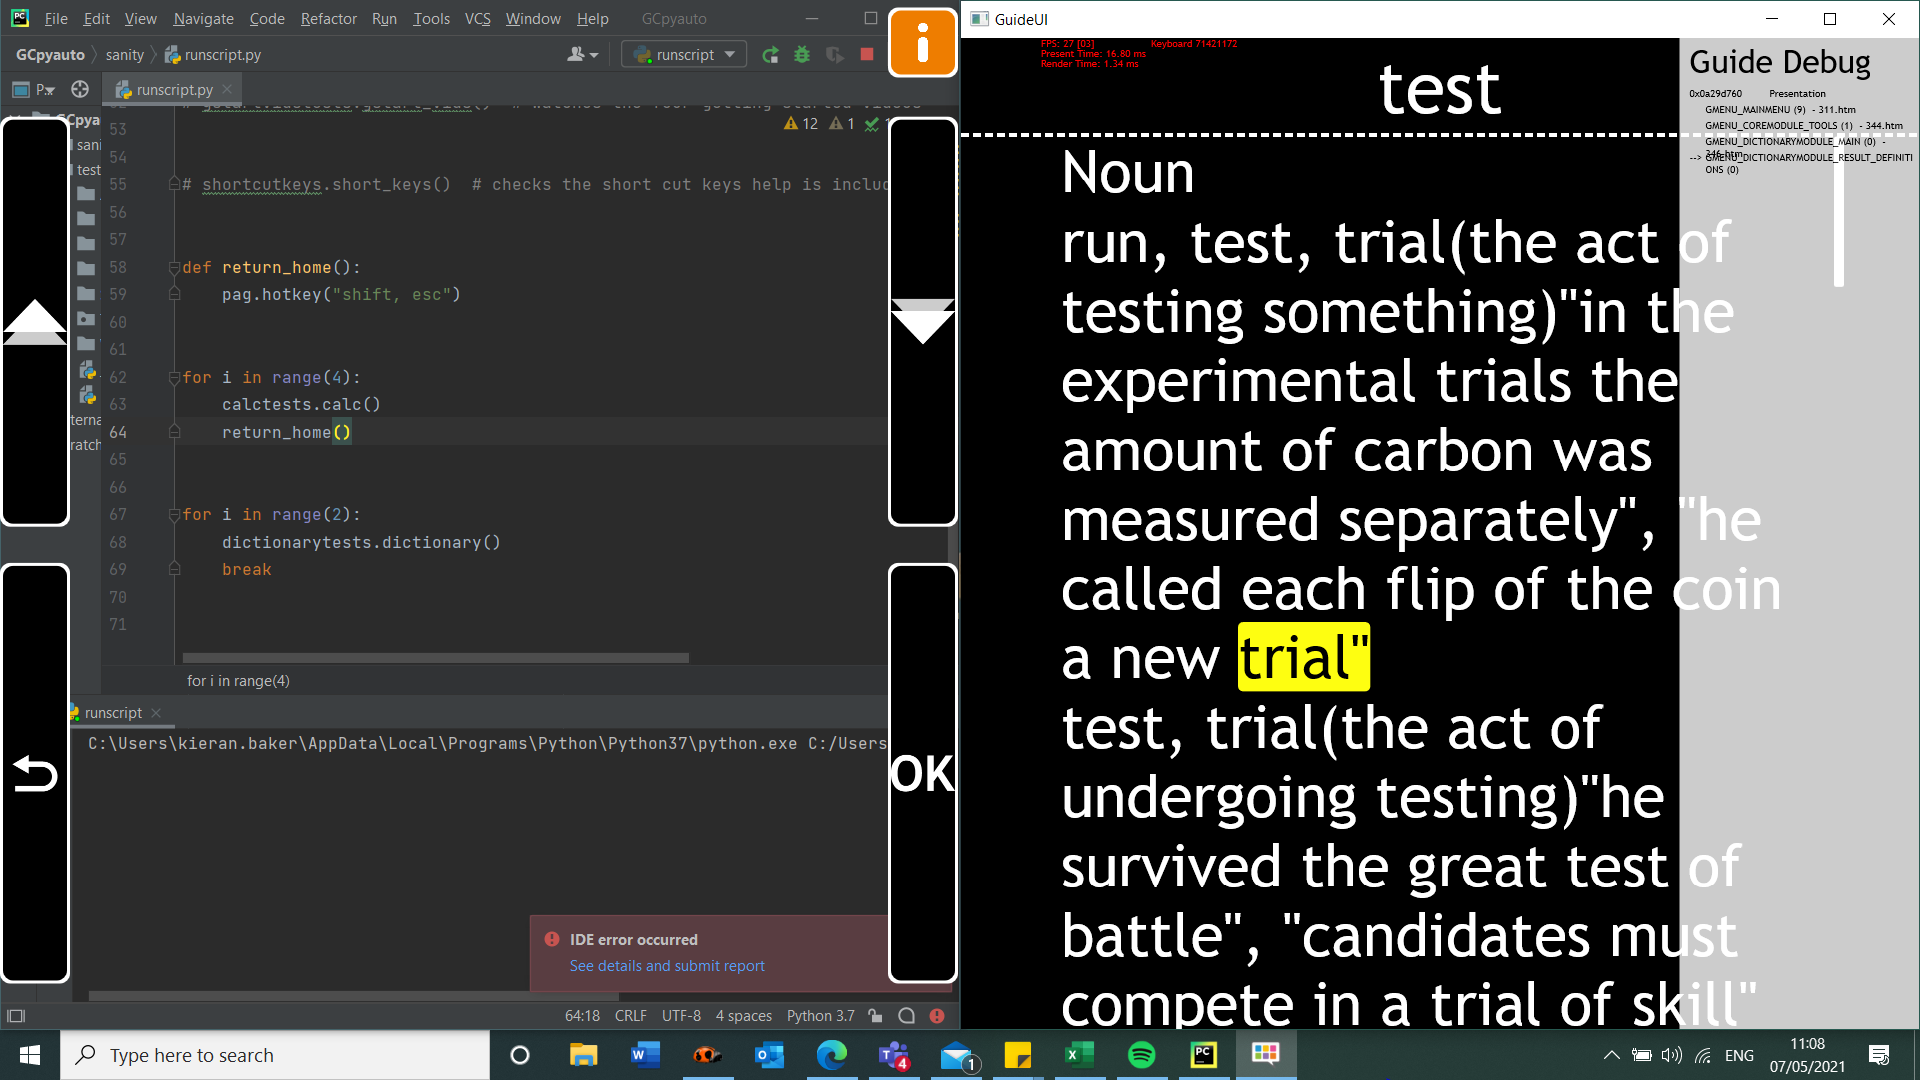 File Edit View Navigate Code Refactor Run Tools VCS Window Help GCpyauto
GCpyauto sanity runscript.py runscript
P..
runscript.py
12 1
53
54
55 # shortcutkeys.short_keys()  # checks the short cut keys help is includ
56
57
58 def return_home():
59 pag.hotkey("shift, esc")
60
61
62 for i in range(4):
63 calctests.calc()
64 return_home()
65
66
67 for i in range(2):
68 dictionarytests.dictionary()
69 break
70
71
GCpya
sani
test
terna
ratch
for i in range(4)
runscript
C:\Users\kieran.baker\AppData\Local\Programs\Python\Python37\python.exe C:/Users
IDE error occurred
See details and submit report
64:18 CRLF UTF-8 4 spaces Python 3.7
i
OK
GuideUI
FPS: 27 [03] Keyboard 71421172
Present Time: 16.80 ms
Render Time: 1.34 ms
test
Guide Debug
0x0a29d760 Presentation
GMENU_MAINMENU (9) - 311.htm
GMENU_COREMODULE_TOOLS (1) - 344.htm
GMENU_DICTIONARYMODULE_MAIN (0) -
--> GMENU_DICTIONARYMODULE_RESULT_DEFINITI
ONS (0)
Noun
run, test, trial(the act of
testing something)"in the
experimental trials the
amount of carbon was
measured separately", "he
called each flip of the coin
a new trial"
test, trial(the act of
undergoing testing)"he
survived the great test of
battle", "candidates must
compete in a trial of skill"
Type here to search
4
1
ENG
11:08
07/05/2021